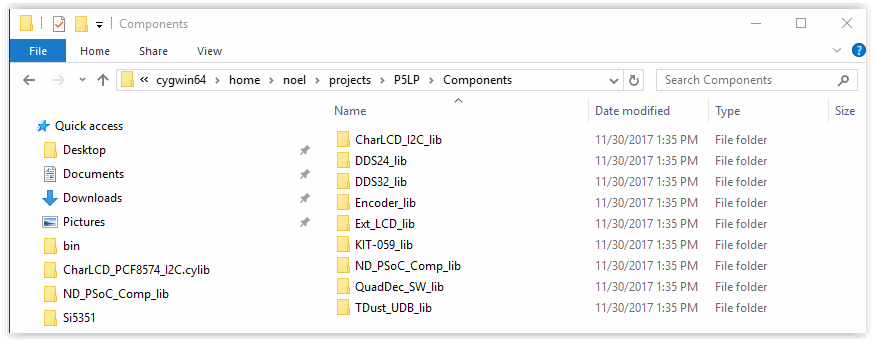 Components
File Home Share View
« cygwin64 › home › noel › projects › P5LP › Components
Search Components
Name Date modified Type Size
Quick access
Desktop
Documents
Downloads
Pictures
bin
CharLCD_PCF8574_I2C.cylib
ND_PSoC_Comp_lib
Si5351
CharLCD_I2C_lib 11/30/2017 1:35 PM File folder
DDS24_lib 11/30/2017 1:35 PM File folder
DDS32_lib 11/30/2017 1:35 PM File folder
Encoder_lib 11/30/2017 1:35 PM File folder
Ext_LCD_lib 11/30/2017 1:35 PM File folder
KIT-059_lib 11/30/2017 1:35 PM File folder
ND_PSoC_Comp_lib 11/30/2017 1:35 PM File folder
QuadDec_SW_lib 11/30/2017 1:35 PM File folder
TDust_UDB_lib 11/30/2017 1:35 PM File folder